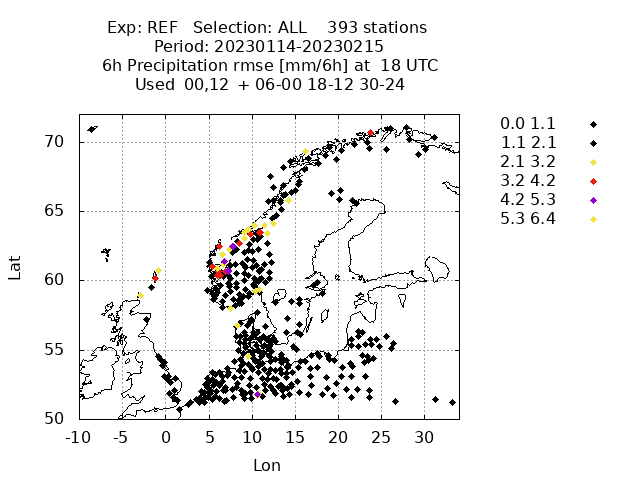 Exp: REF   Selection: ALL    393 stations
Period: 20230114-20230215
6h Precipitation rmse [mm/6h] at  18 UTC
Used  00,12  + 06-00 18-12 30-24
0.0 1.1
1.1 2.1
2.1 3.2
3.2 4.2
4.2 5.3
5.3 6.4
70
65
60
55
50
Lat
-10 -5 0 5 10 15 20 25 30
Lon